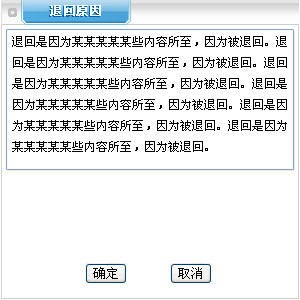 退回原因
退回是因为某某某某某些内容所至，因为被退回。退
回是因为某某某某某些内容所至，因为被退回。退回
是因为某某某某某些内容所至，因为被退回。退回是
因为某某某某某些内容所至，因为被退回。退回是因
为某某某某某些内容所至，因为被退回。退回是因为
某某某某某些内容所至，因为被退回。
确定 取消